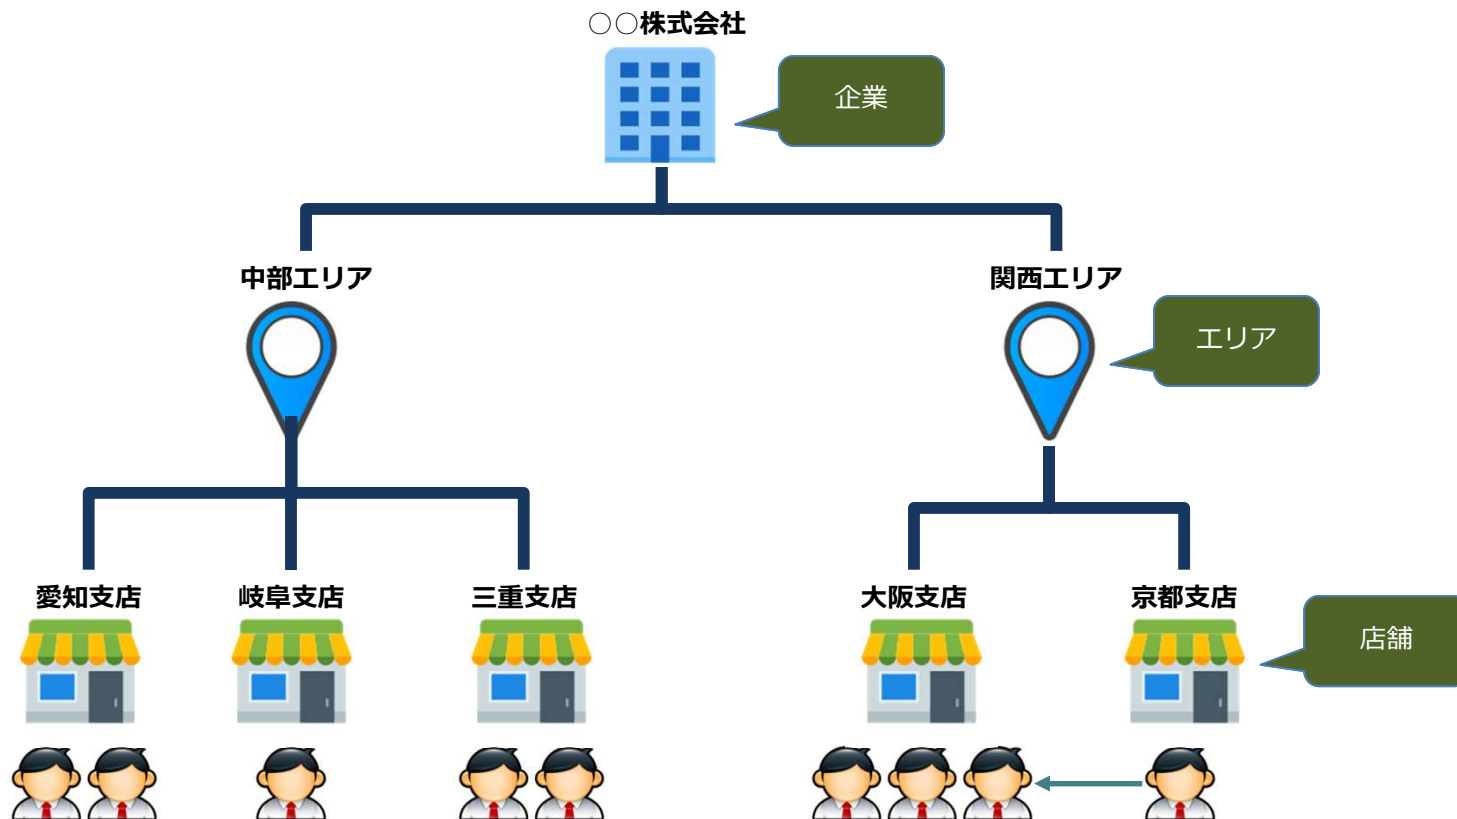 ○○株式会社
企業
中部エリア
関西エリア
エリア
愛知支店
岐阜支店
三重支店
大阪支店
京都支店
店舗